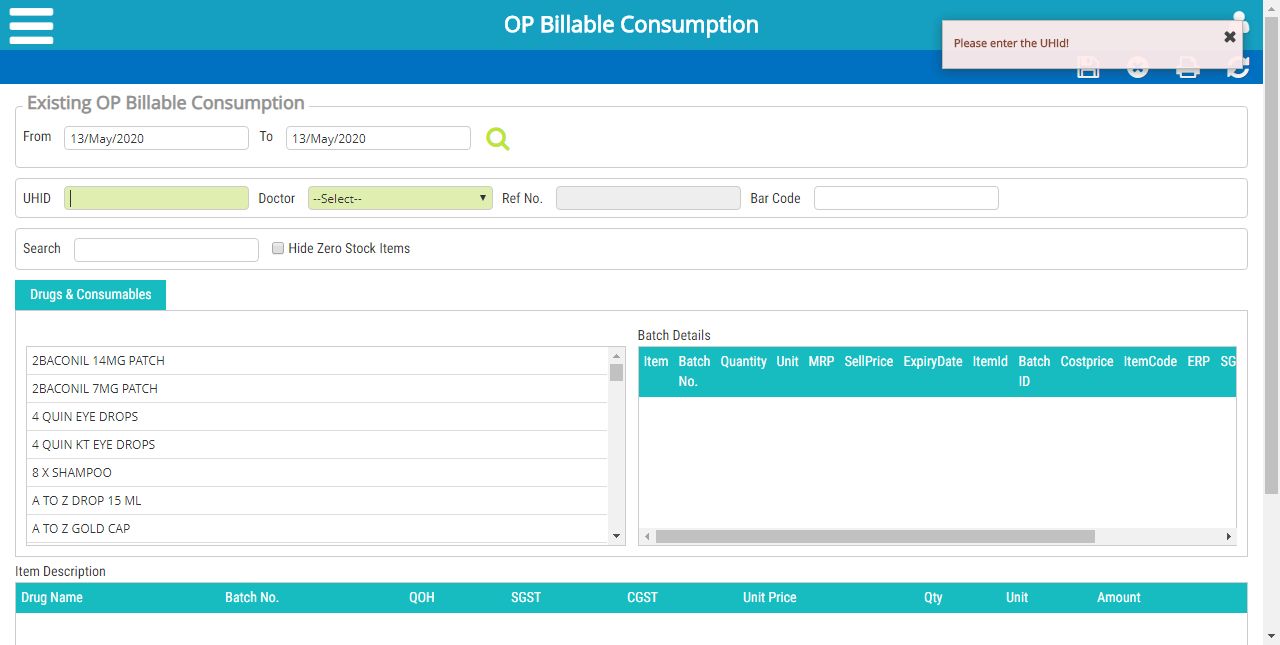 OP Billable Consumption
Please enter the UHId!
Existing OP Billable Consumption
From 13/May/2020 To 13/May/2020
UHID Doctor --Select-- Ref No. Bar Code
Search Hide Zero Stock Items
Drugs & Consumables
Batch Details
2BACONIL 14MG PATCH
2BACONIL 7MG PATCH
4 QUIN EYE DROPS
4 QUIN KT EYE DROPS
8 X SHAMPOO
A TO Z DROP 15 ML
A TO Z GOLD CAP
Item Batch Quantity Unit MRP SellPrice ExpiryDate ItemId Batch Costprice ItemCode ERP SG
No. ID
Item Description
Drug Name Batch No. QOH SGST CGST Unit Price Qty Unit Amount